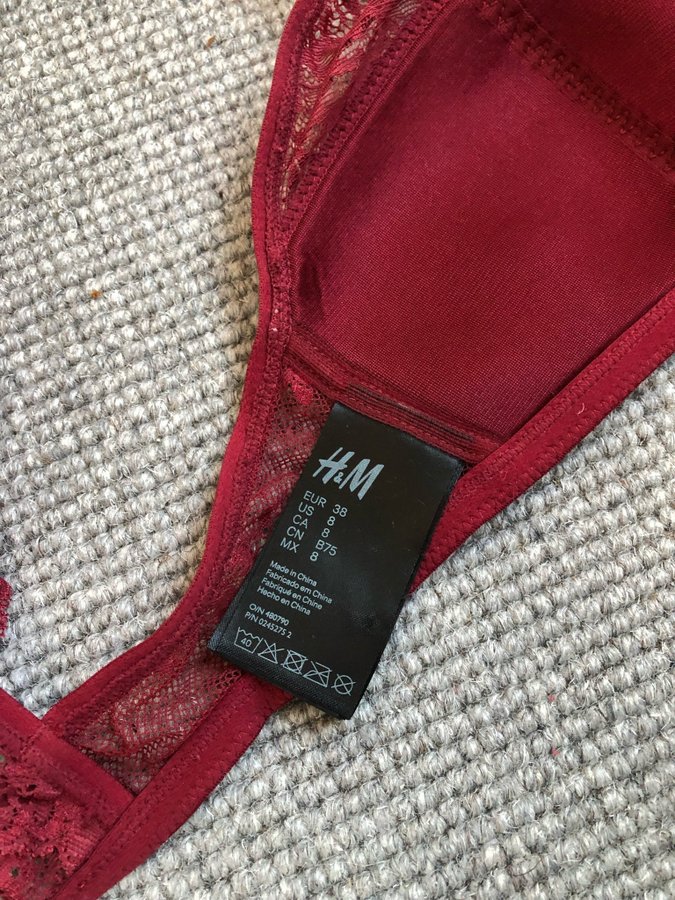 H&M
EUR 38
US 8
CA 8
CN B75
MX 8
Made in China
Fabricado em China
Fabriqué en Chine
Hecho en China
O/N 480790
P/N 0245275 2
40